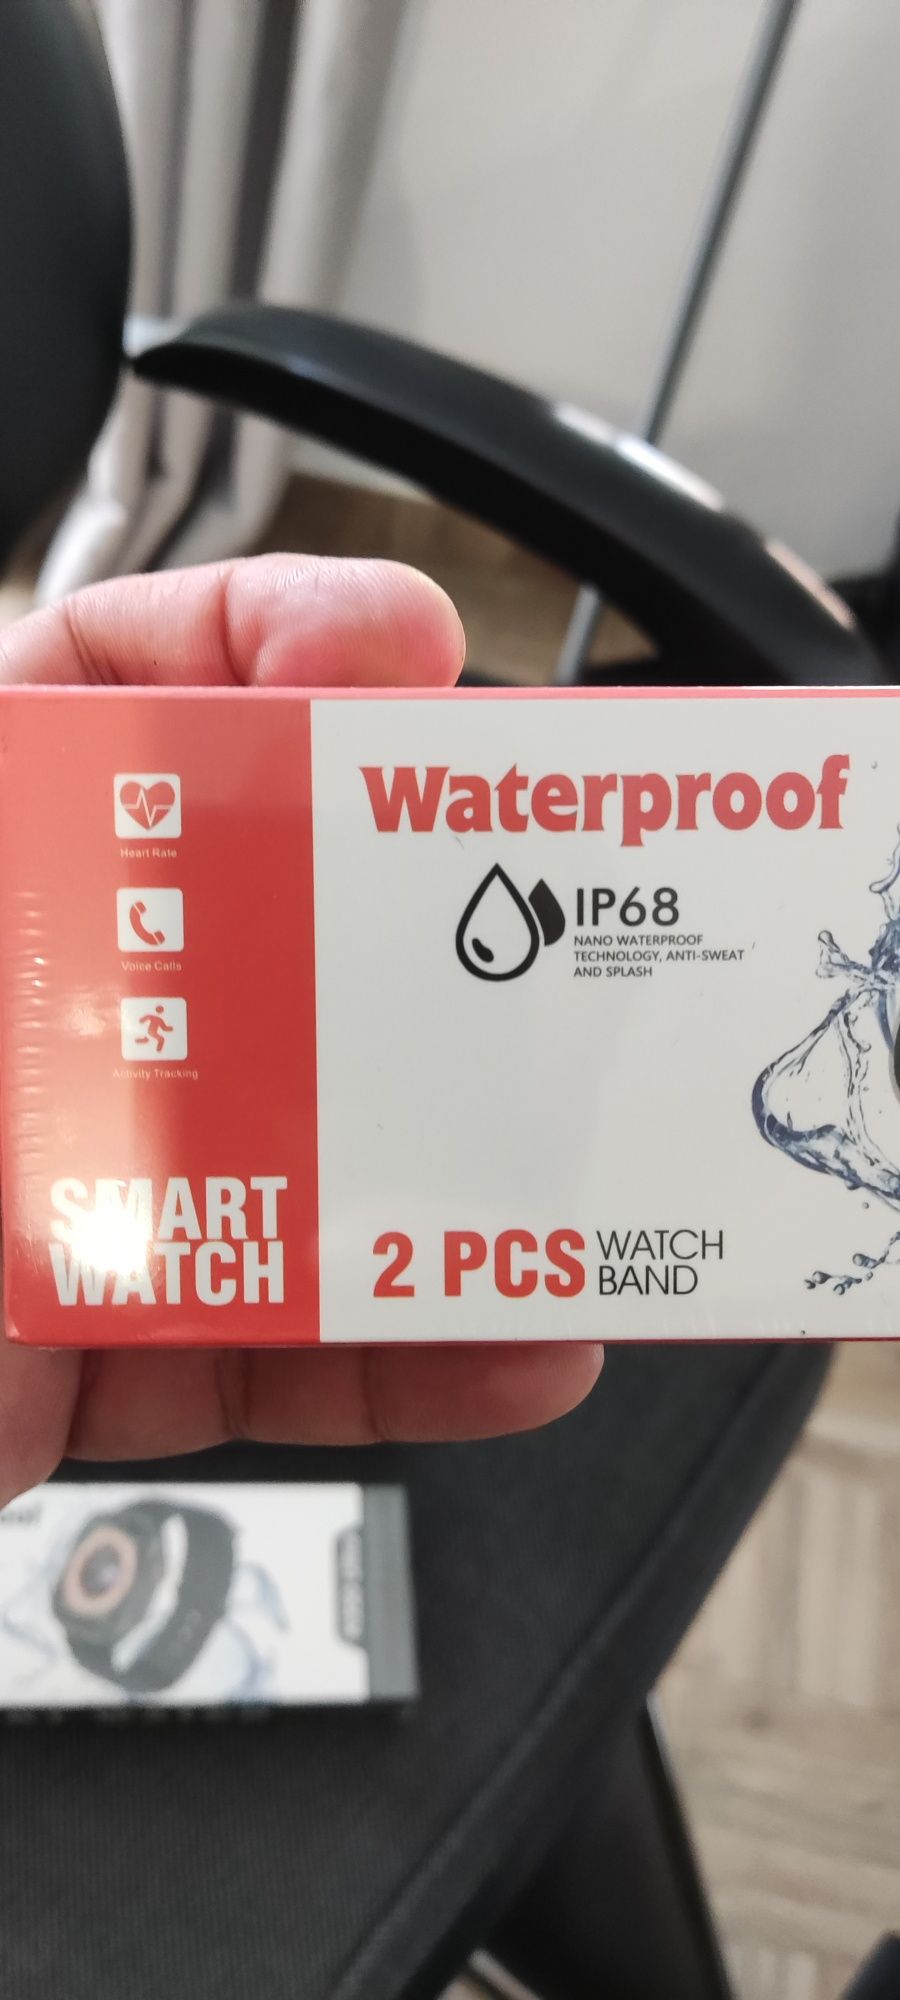 Heart Rate
Voice Calls
Activity Tracking
SMART
WATCH
Waterproof
IP68
NANO WATERPROOF
TECHNOLOGY, ANTI-SWEAT
AND SPLASH
2 PCS WATCH
BAND